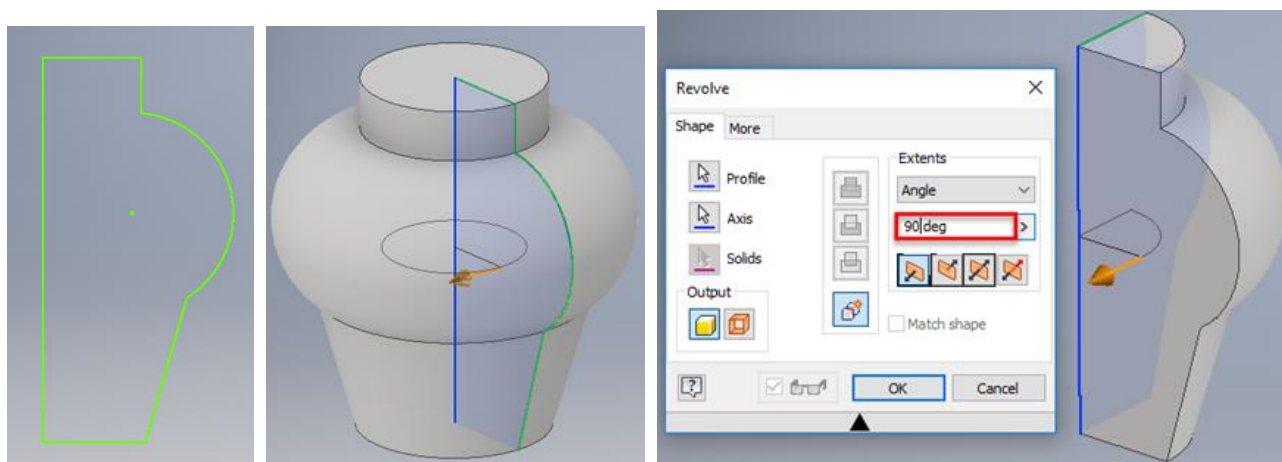 Revolve
Shape More
Profile
Axis
Solids
Output
Extents
Angle
90 deg
>
Match shape
?
OK Cancel